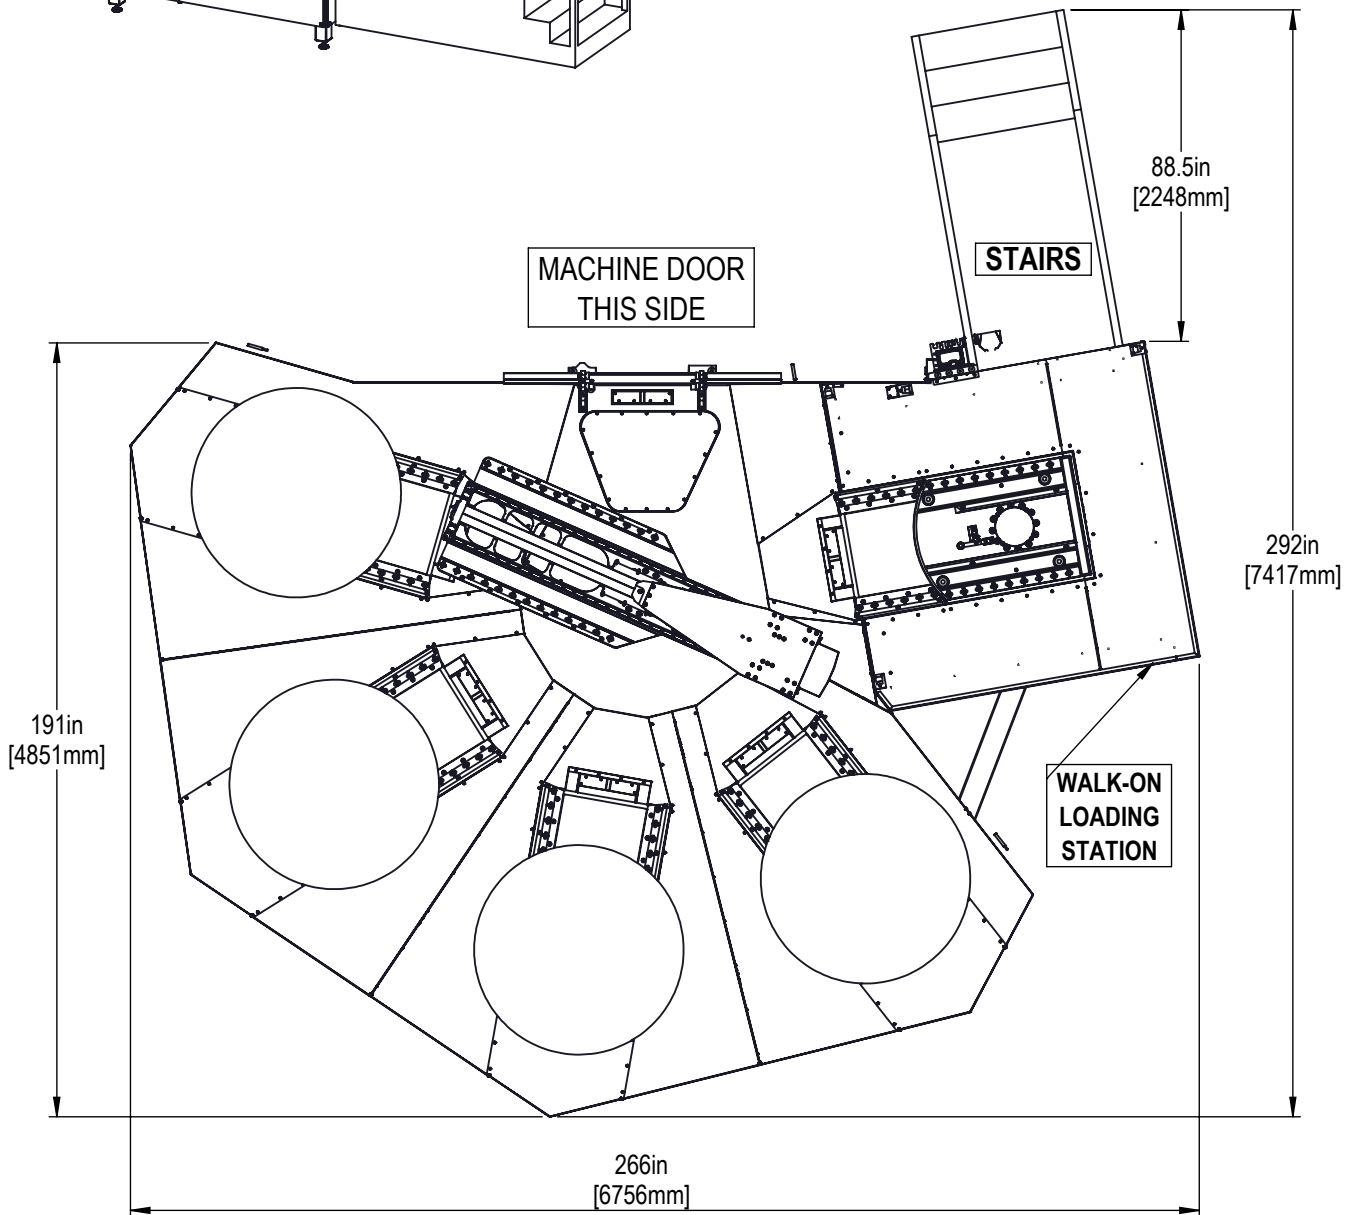 88.5in
[2248mm]
STAIRS
MACHINE DOOR
THIS SIDE
292in
[7417mm]
191in
[4851mm]
WALK-ON
LOADING
STATION
266in
[6756mm]